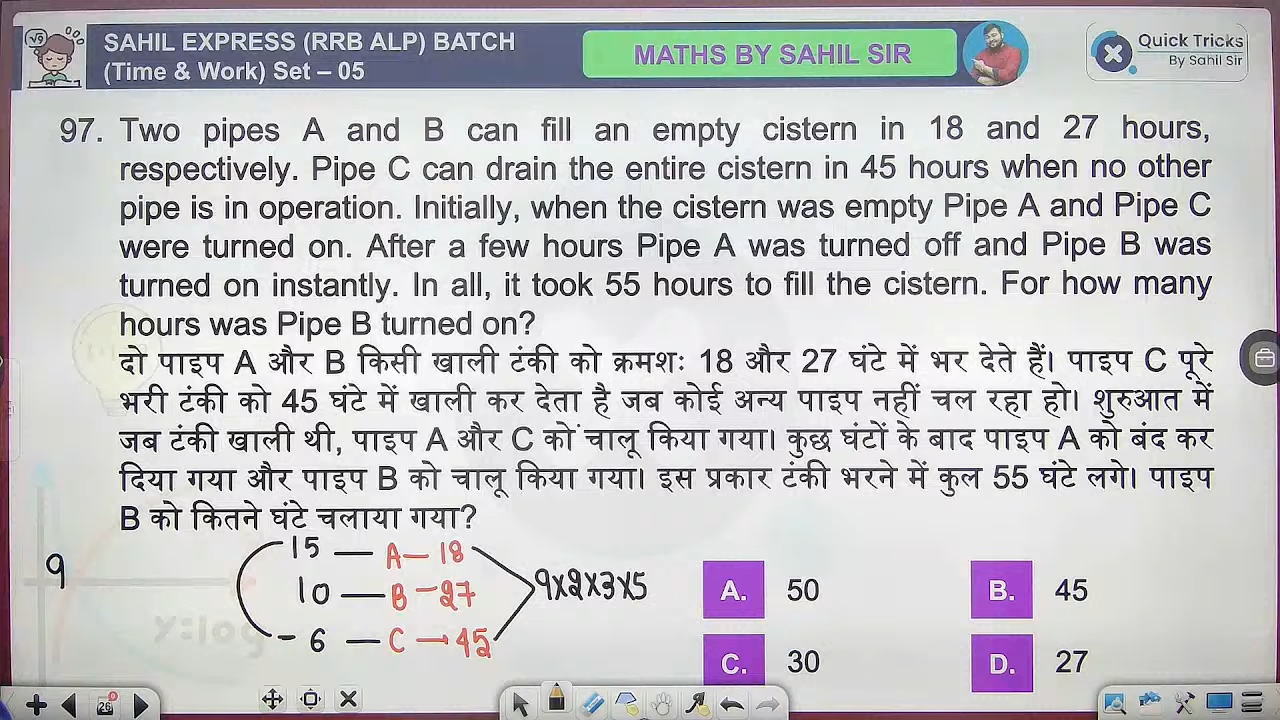 SAHIL EXPRESS (RRB ALP) BATCH
(Time & Work) Set – 05
MATHS BY SAHIL SIR
Quick Tricks
By Sahil Sir
97. Two pipes A and B can fill an empty cistern in 18 and 27 hours,
respectively. Pipe C can drain the entire cistern in 45 hours when no other
pipe is in operation. Initially, when the cistern was empty Pipe A and Pipe C
were turned on. After a few hours Pipe A was turned off and Pipe B was
turned on instantly. In all, it took 55 hours to fill the cistern. For how many
hours was Pipe B turned on?
दो पाइप A और B किसी खाली टंकी को क्रमशः 18 और 27 घंटे में भर देते हैं। पाइप C पूरे
भरी टंकी को 45 घंटे में खाली कर देता है जब कोई अन्य पाइप नहीं चल रहा हो। शुरुआत में
जब टंकी खाली थी, पाइप A और C को चालू किया गया। कुछ घंटों के बाद पाइप A को बंद कर
दिया गया और पाइप B को चालू किया गया। इस प्रकार टंकी भरने में कुल 55 घंटे लगे। पाइप
B को कितने घंटे चलाया गया?
15 — A — 18
9 10 — B — 27 9x2x3x5
- 6 — C → 45
A. 50 B. 45
C. 30 D. 27
y=log
26